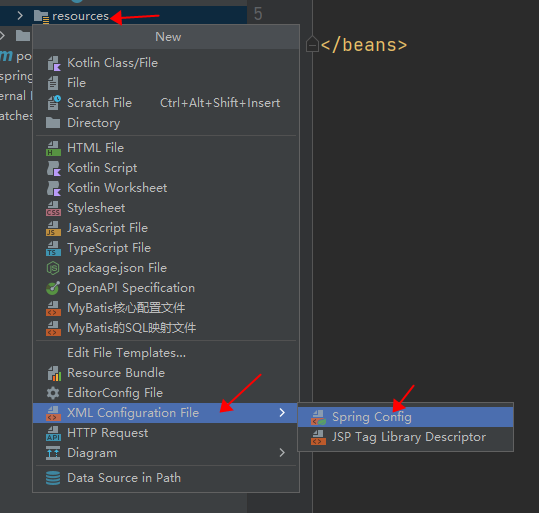 resources
5
New
</beans>
Kotlin Class/File
File
Scratch File Ctrl+Alt+Shift+Insert
Directory
HTML File
Kotlin Script
Kotlin Worksheet
Stylesheet
JavaScript File
TypeScript File
package.json File
OpenAPI Specification
MyBatis核心配置文件
MyBatis的SQL映射文件
Edit File Templates...
Resource Bundle
EditorConfig File
XML Configuration File
Spring Config
HTTP Request
JSP Tag Library Descriptor
Diagram
Data Source in Path